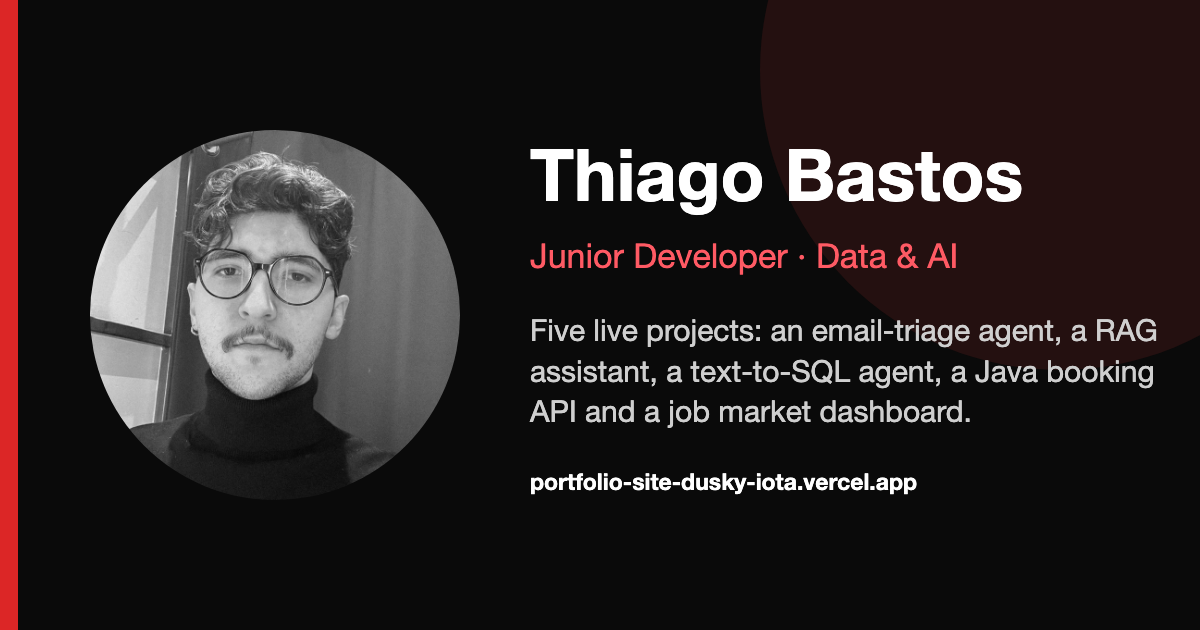 Thiago Bastos
Junior Developer · Data & AI
Five live projects: an email-triage agent, a RAG
assistant, a text-to-SQL agent, a Java booking
API and a job market dashboard.
portfolio-site-dusky-iota.vercel.app